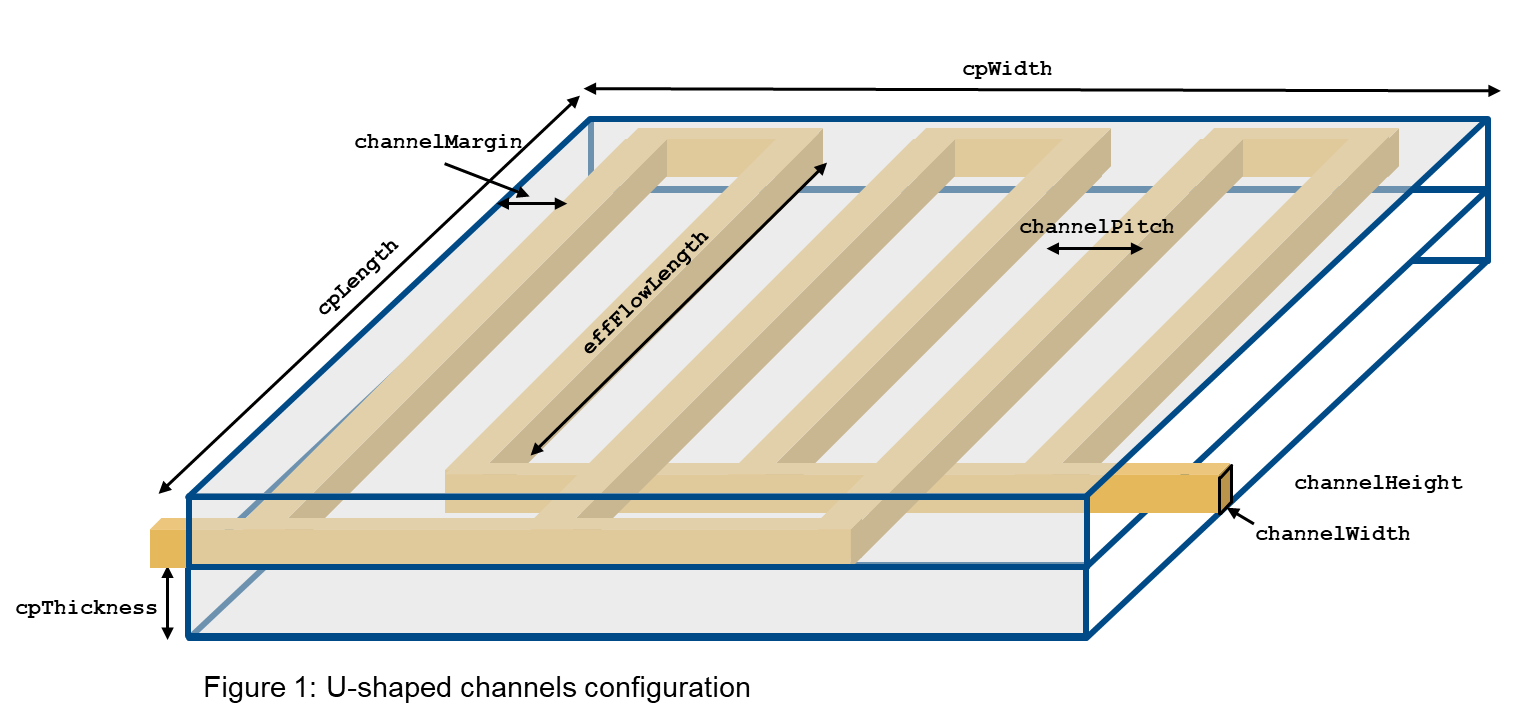 cpWidth
channelMargin
channelPitch
cpLength
effFlowLength
channelHeight
channelWidth
cpThickness
Figure 1: U-shaped channels configuration